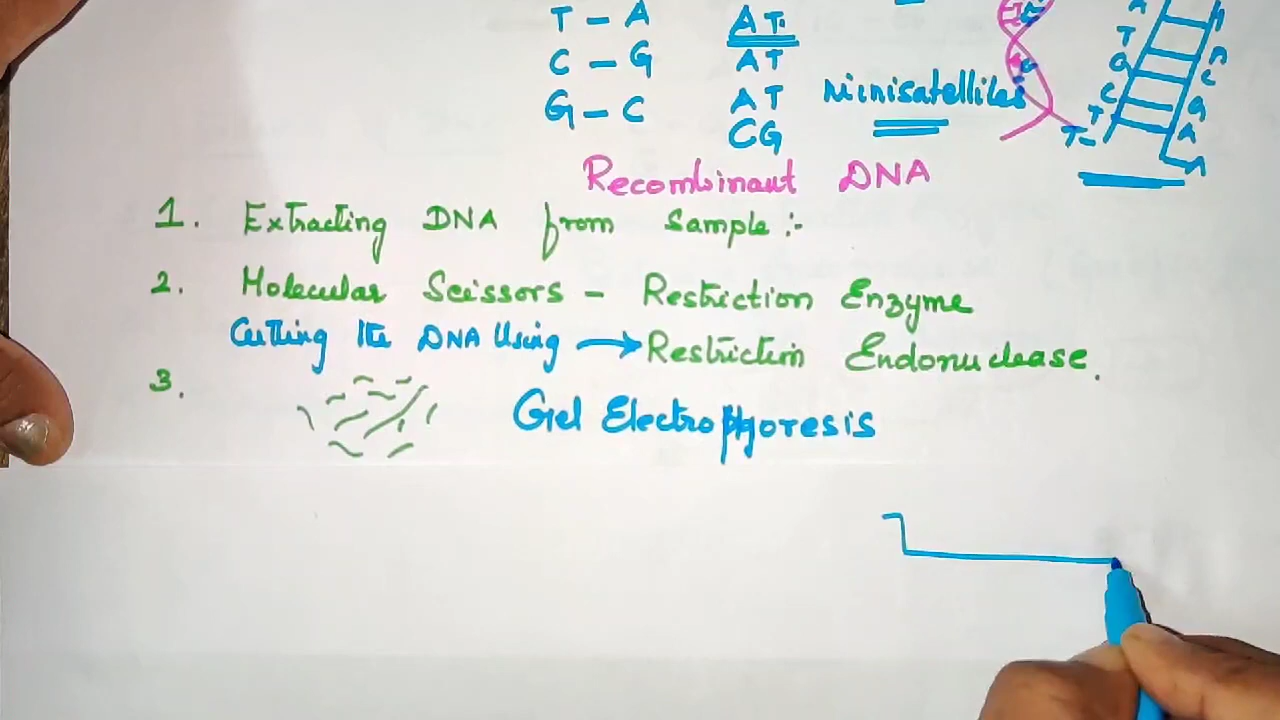 T - A AT.
C - G AT
G - C AT Minisatellites
CG
A T G C T T-
A C G A A
Recombinant DNA
1. Extracting DNA from Sample :-
2. Molecular Scissors - Restriction Enzyme
Cutting the DNA Using → Restriction Endonuclease.
3. Gel Electrophoresis